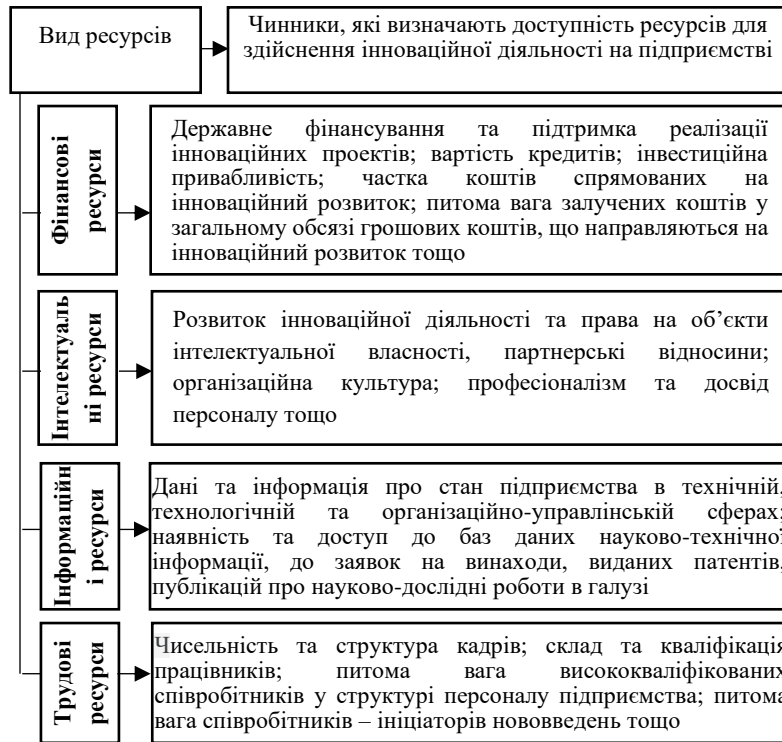 Вид ресурсів
Чинники, які визначають доступність ресурсів для
здійснення інноваційної діяльності на підприємстві
Фінансові
ресурси
Державне фінансування та підтримка реалізації
інноваційних проектів; вартість кредитів; інвестиційна
привабливість; частка коштів спрямованих на
інноваційний розвиток; питома вага залучених коштів у
загальному обсязі грошових коштів, що направляються на
інноваційний розвиток тощо
Інтелектуаль
ні ресурси
Розвиток інноваційної діяльності та права на об’єкти
інтелектуальної власності, партнерські відносини;
організаційна культура; професіоналізм та досвід
персоналу тощо
Інформаційн
і ресурси
Дані та інформація про стан підприємства в технічній,
технологічній та організаційно-управлінській сферах;
наявність та доступ до баз даних науково-технічної
інформації, до заявок на винаходи, виданих патентів,
публікацій про науково-дослідні роботи в галузі
Трудові
ресурси
Чисельність та структура кадрів; склад та кваліфікація
працівників; питома вага висококваліфікованих
співробітників у структурі персоналу підприємства; питома
вага співробітників – ініціаторів нововведень тощо